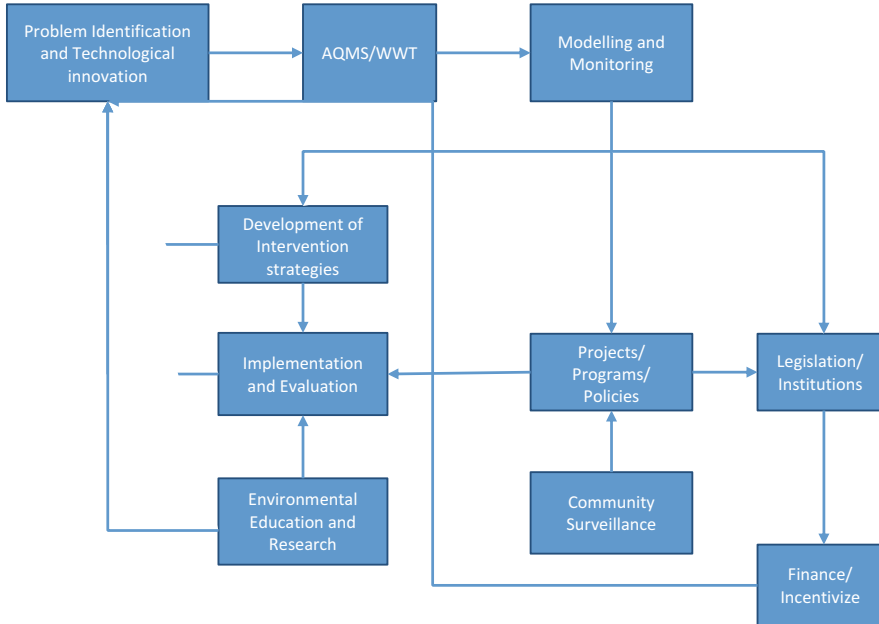 Problem Identification
and Technological
innovation
AQMS/WWT
Modelling and
Monitoring
Development of
Intervention
strategies
Implementation
and Evaluation
Projects/
Programs/
Policies
Legislation/
Institutions
Environmental
Education and
Research
Community
Surveillance
Finance/
Incentivize